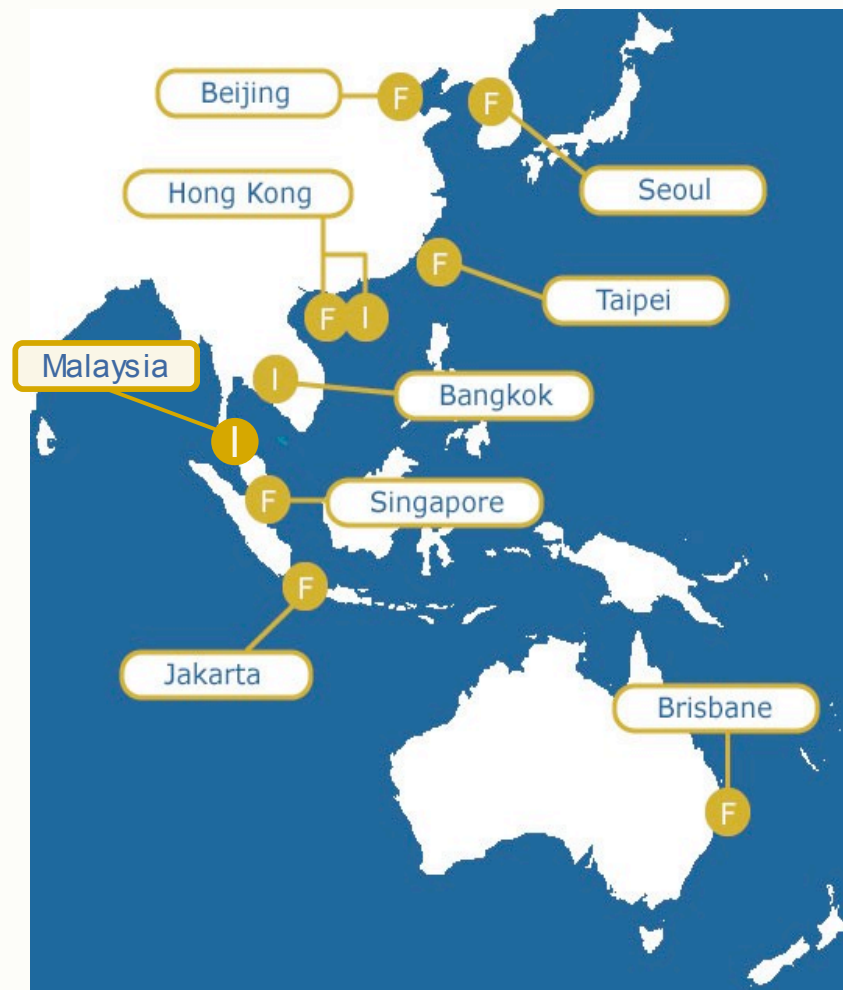 Beijing
F
F
Seoul
Hong Kong
F
Taipei
F
I
Malaysia
I
Bangkok
I
F
Singapore
F
Jakarta
Brisbane
F